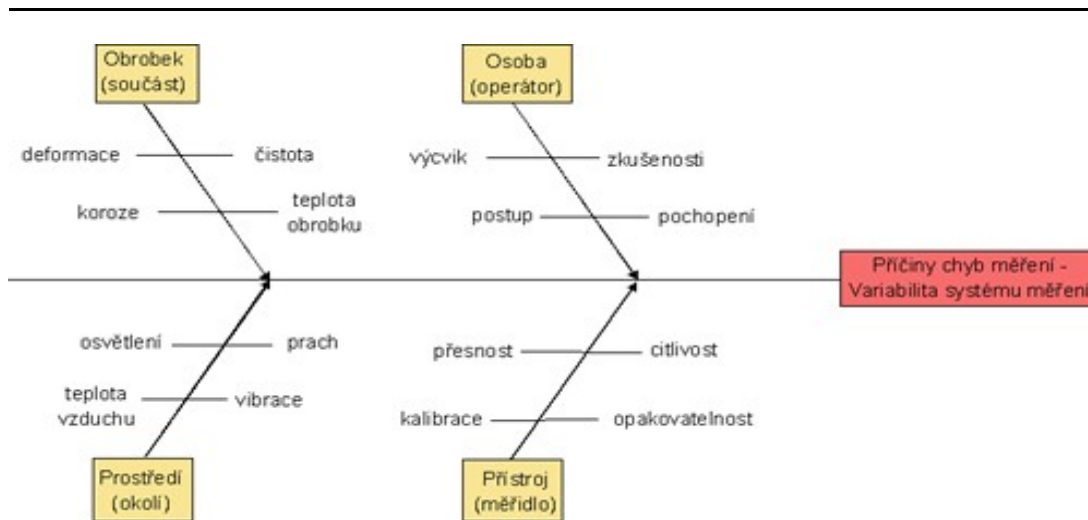 Obrobek
(součást)
Osoba
(operátor)
deformace
čistota
výcvik
zkušenosti
koroze
teplota
obrobku
postup
pochopení
Příčiny chyb měření -
Variabilita systému měření
osvětlení
prach
přesnost
citlivost
teplota
vzduchu
vibrace
kalibrace
opakovatelnost
Prostředí
(okolí)
Přístroj
(měřidlo)